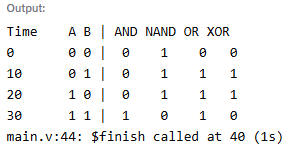 Output:
Time A B | AND NAND OR XOR
0 0 0 | 0 1 0 0
10 0 1 | 0 1 1 1
20 1 0 | 0 1 1 1
30 1 1 | 1 0 1 0
main.v:44: $finish called at 40 (1s)